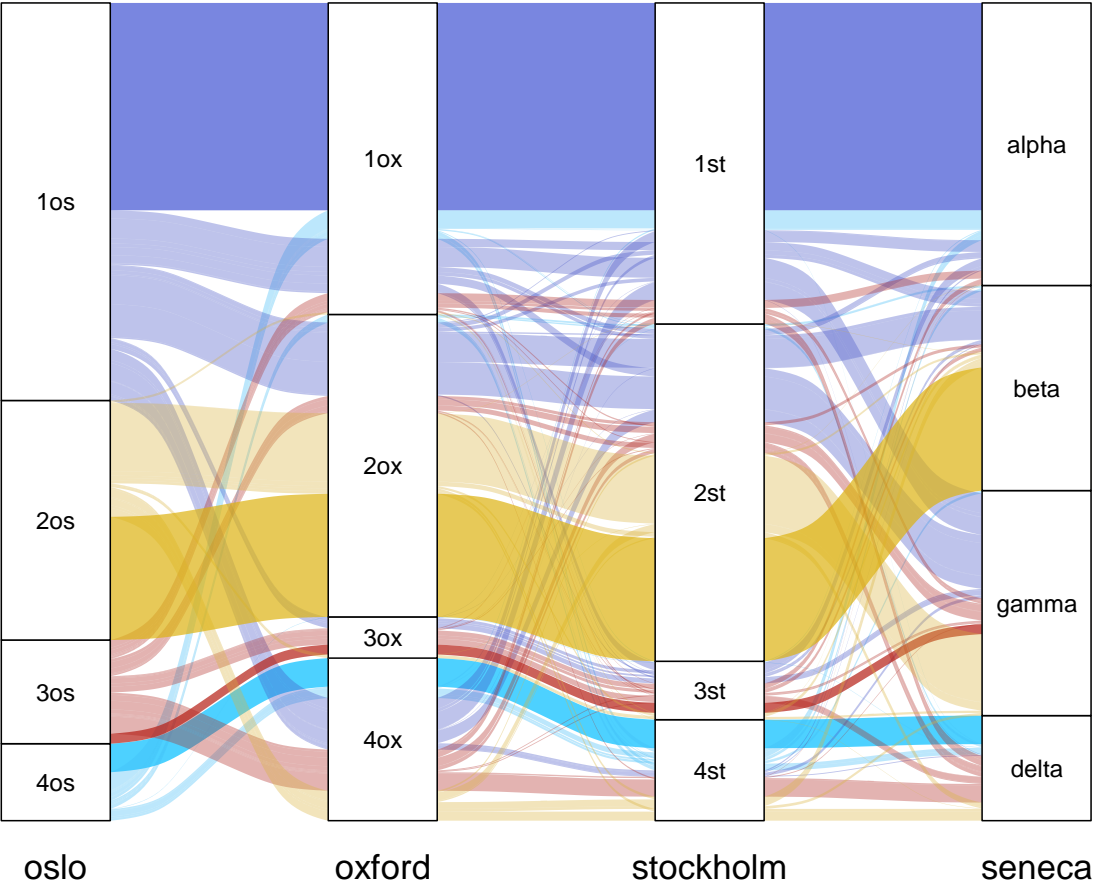 1os
2os
3os
4os
1ox
2ox
3ox
4ox
1st
2st
3st
4st
alpha
beta
gamma
delta
oslo
oxford
stockholm
seneca